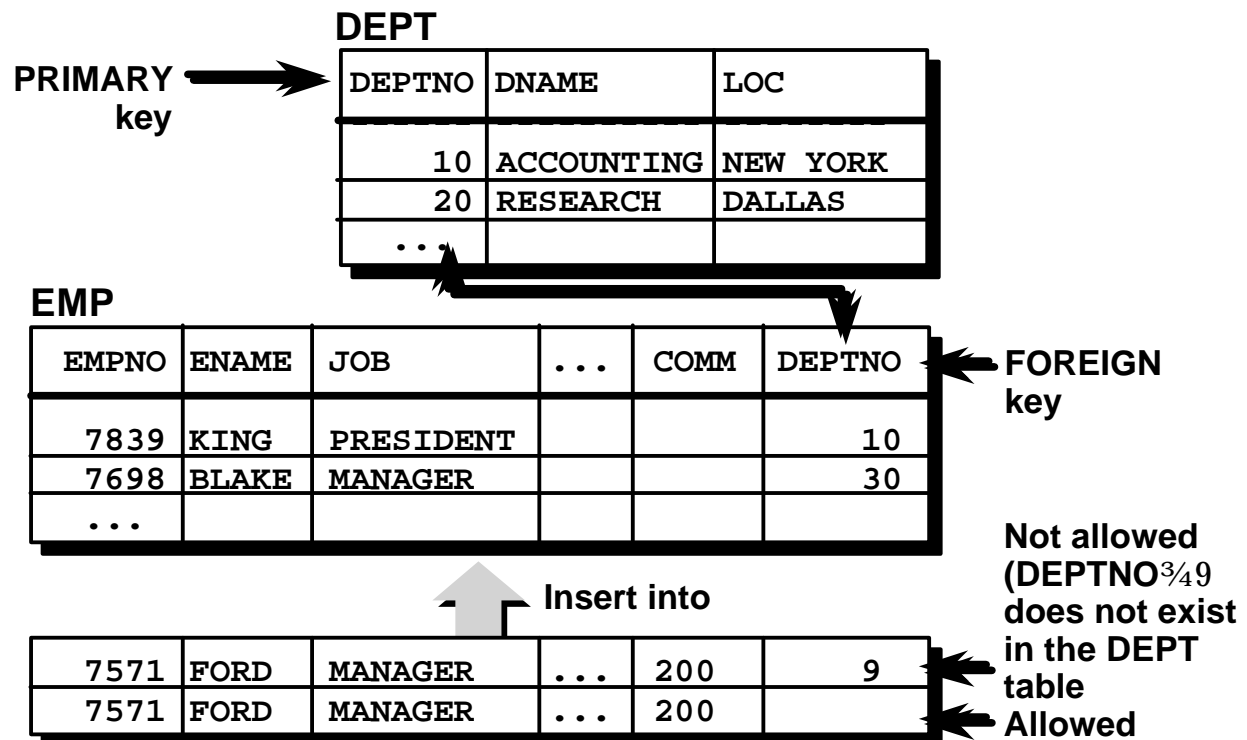 DEPT
PRIMARY
key
DEPTNO DNAME LOC
------ ---------- --------
10 ACCOUNTING NEW YORK
20 RESEARCH DALLAS
...
EMP
EMPNO ENAME JOB ... COMM DEPTNO
FOREIGN
key
7839 KING PRESIDENT 10
7698 BLAKE MANAGER 30
...
Insert into
Not allowed
(DEPTNO¾9
does not exist
in the DEPT
table
7571 FORD MANAGER ... 200 9
7571 FORD MANAGER ... 200
Allowed